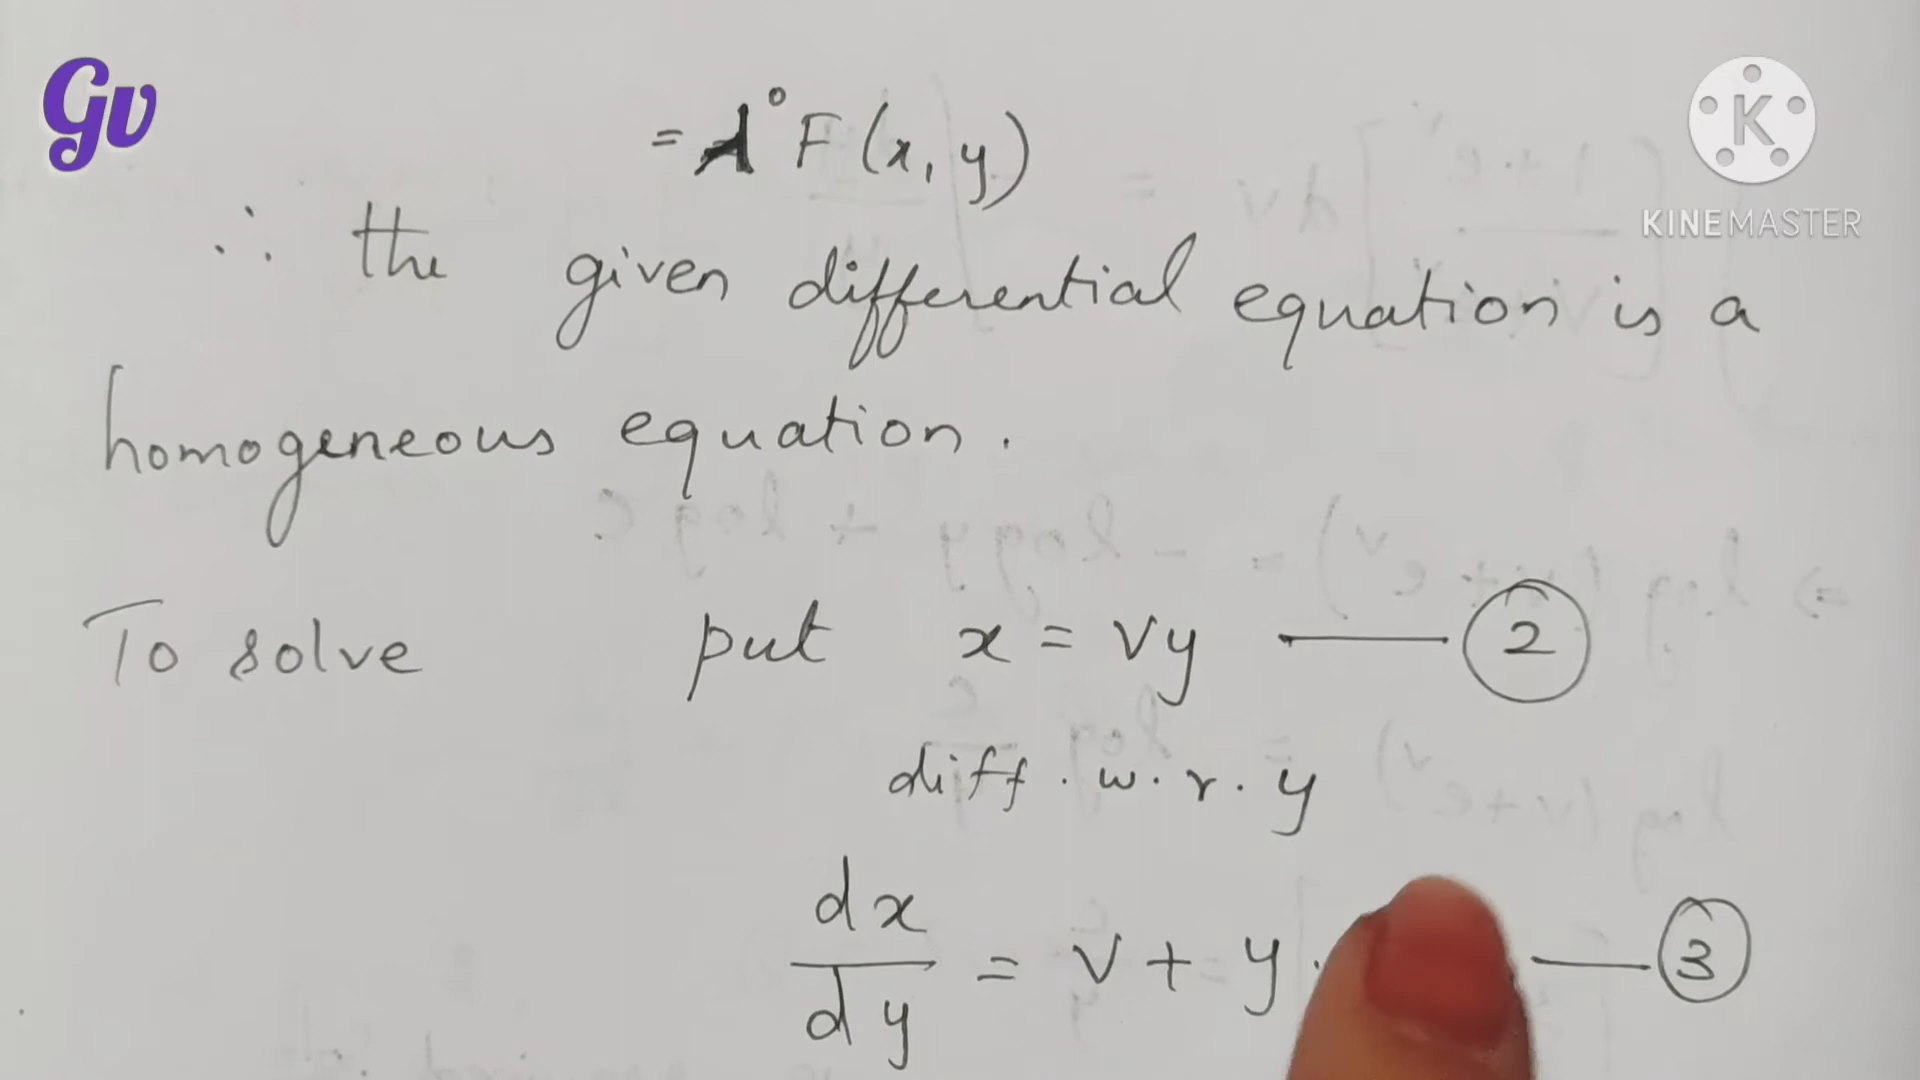 Gv
K
KINEMASTER
= λ° F (x, y)
∴ the given differential equation is a
homogeneous equation.
To solve put x = vy — 2
diff. w. r. y
dx/dy = v + y. — 3